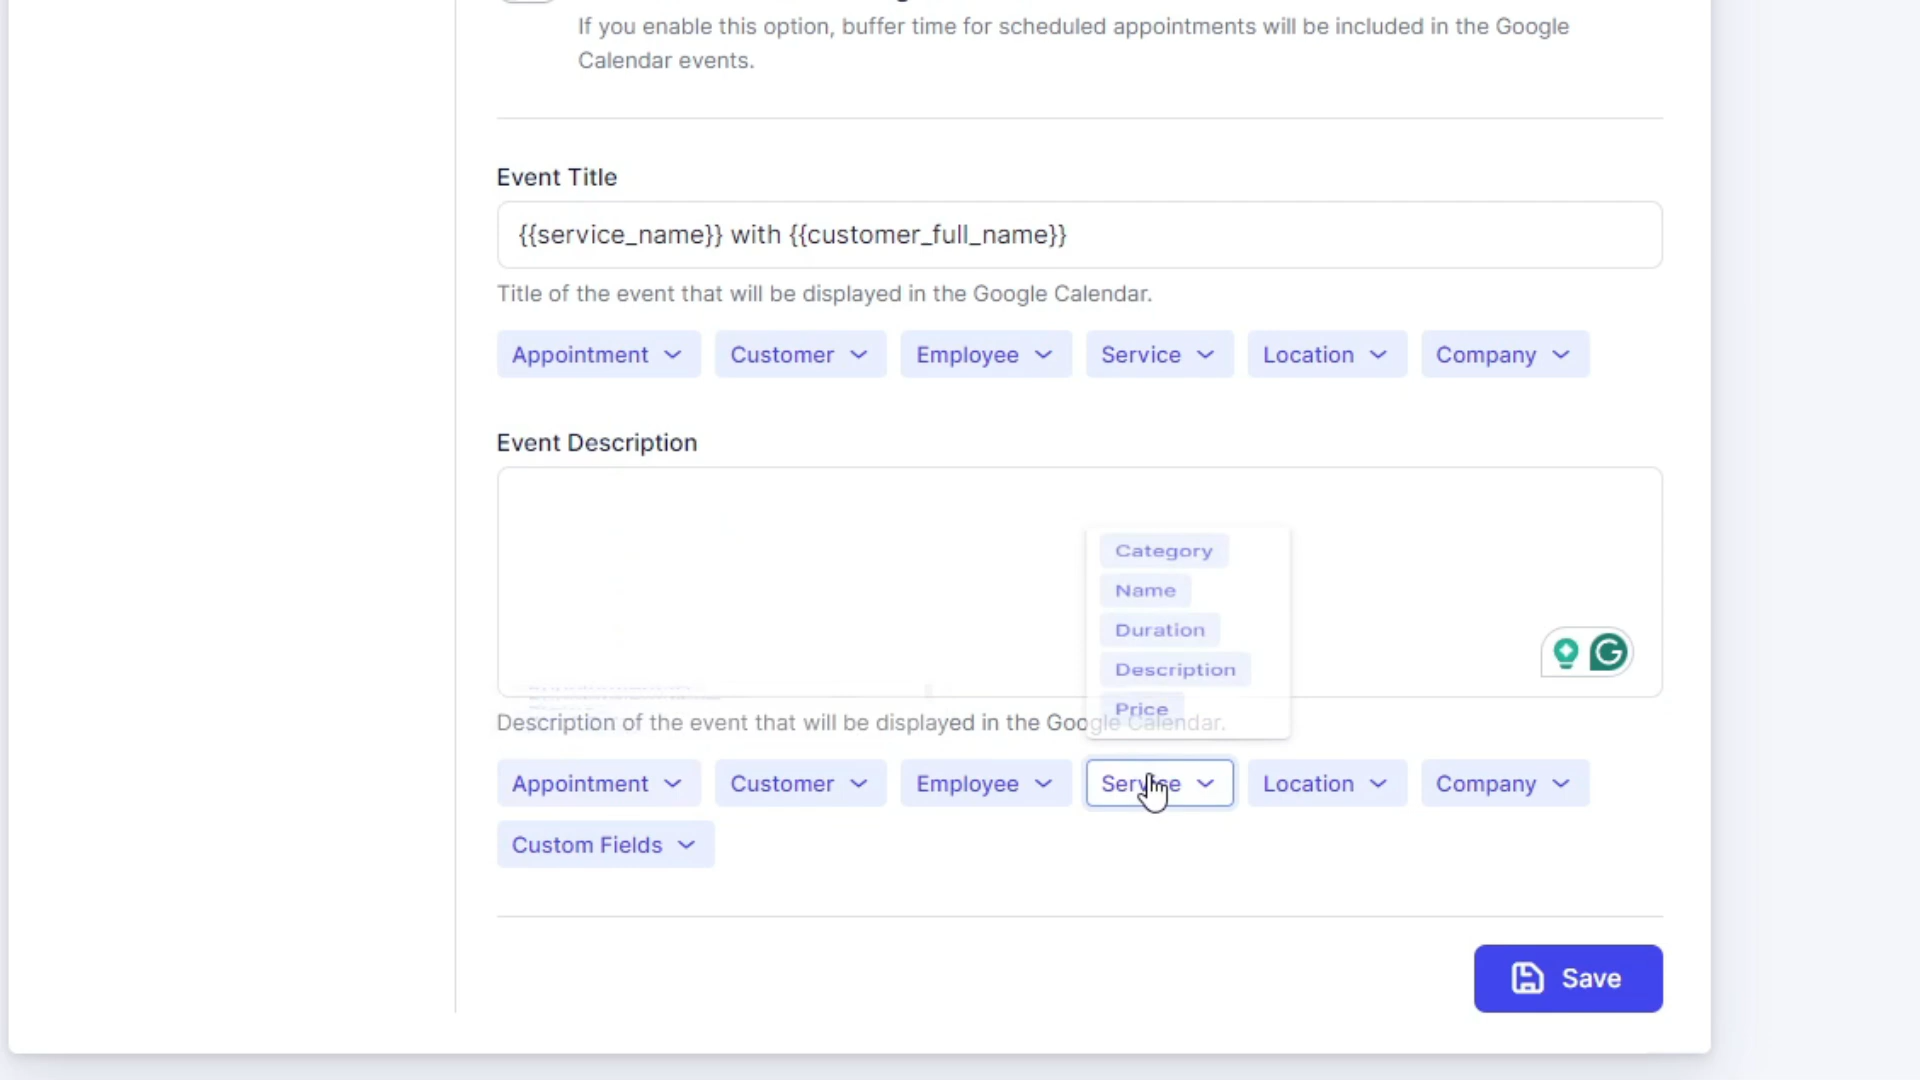 If you enable this option, buffer time for scheduled appointments will be included in the Google
Calendar events.
Event Title
{{service_name}} with {{customer_full_name}}
Title of the event that will be displayed in the Google Calendar.
Appointment Customer Employee Service Location Company
Event Description
Category
Name
Duration
Description
Price
Description of the event that will be displayed in the Google Calendar.
Appointment Customer Employee Service Location Company
Custom Fields
Save